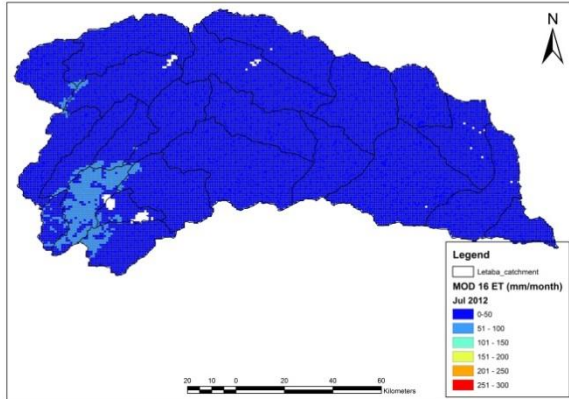 N
Legend
Letaba_catchment
MOD 16 ET (mm/month)
Jul 2012
0-50
51 - 100
101 - 150
151 - 200
201 - 250
251 - 300
20 10 0 20 40 60
Kilometers